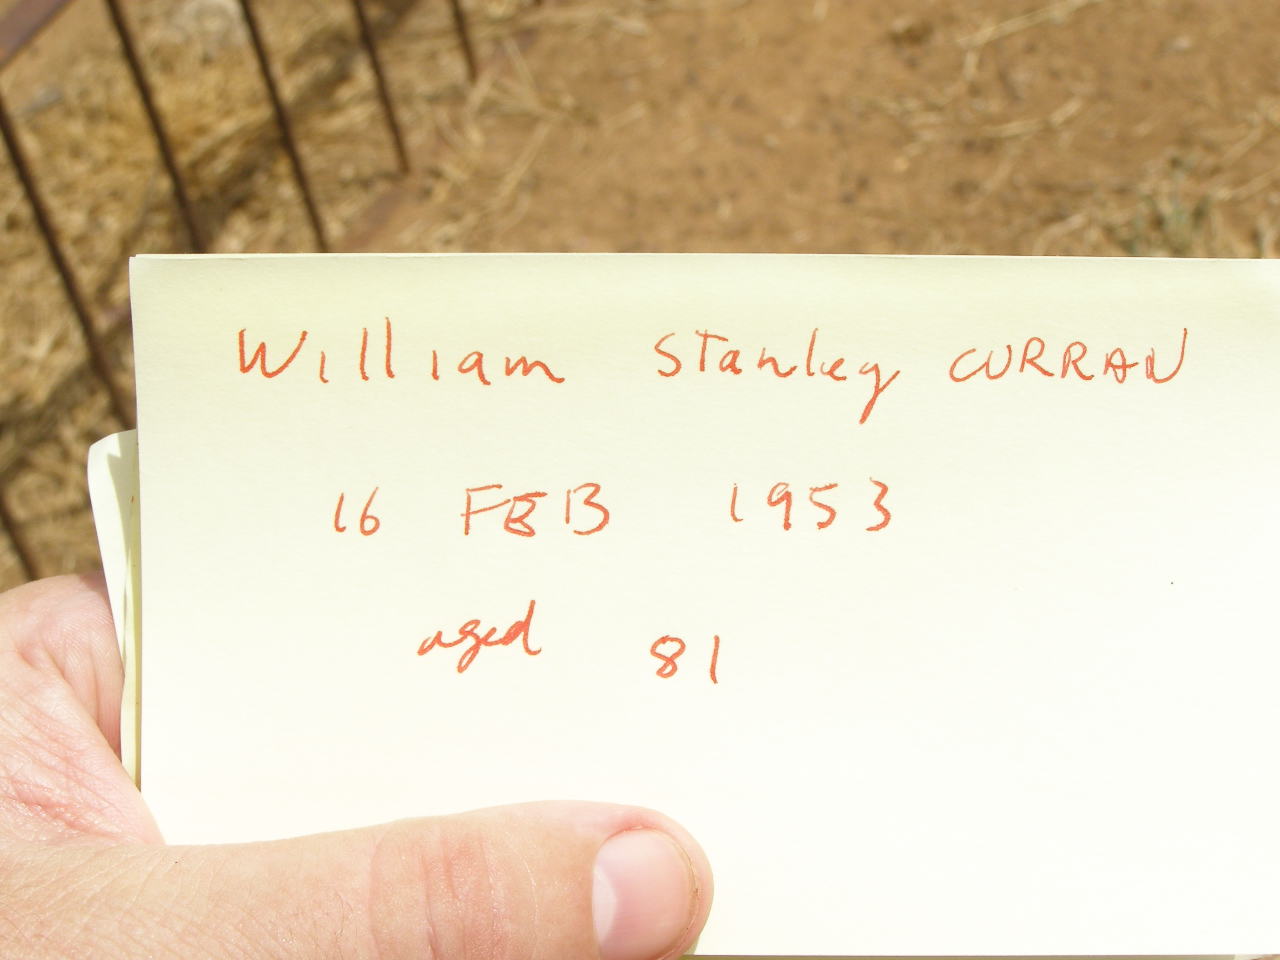 William Stanley CURRAN
16 FEB 1953
aged 81